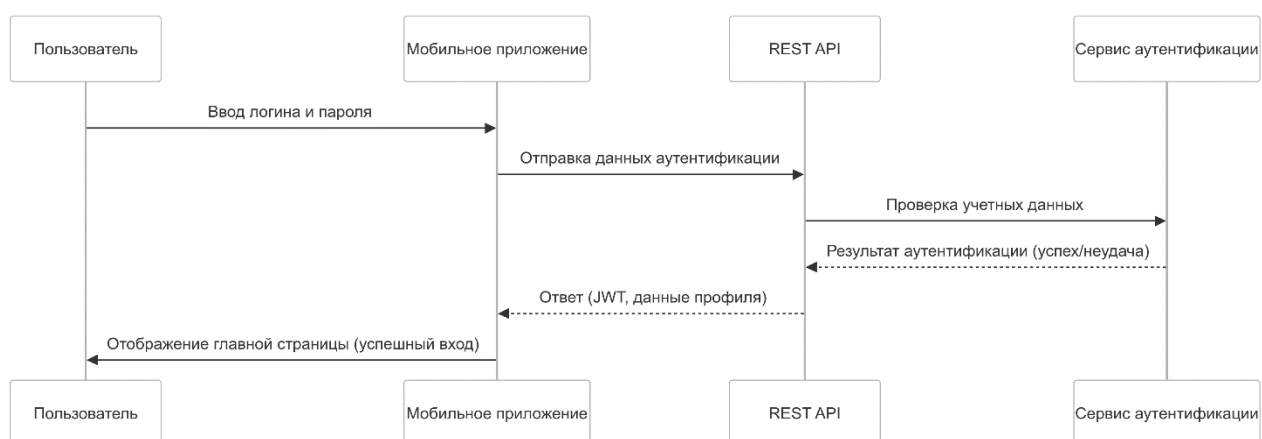 Пользователь
Мобильное приложение
REST API
Сервис аутентификации
Ввод логина и пароля
Отправка данных аутентификации
Проверка учетных данных
Результат аутентификации (успех/неудача)
Ответ (JWT, данные профиля)
Отображение главной страницы (успешный вход)
Пользователь
Мобильное приложение
REST API
Сервис аутентификации